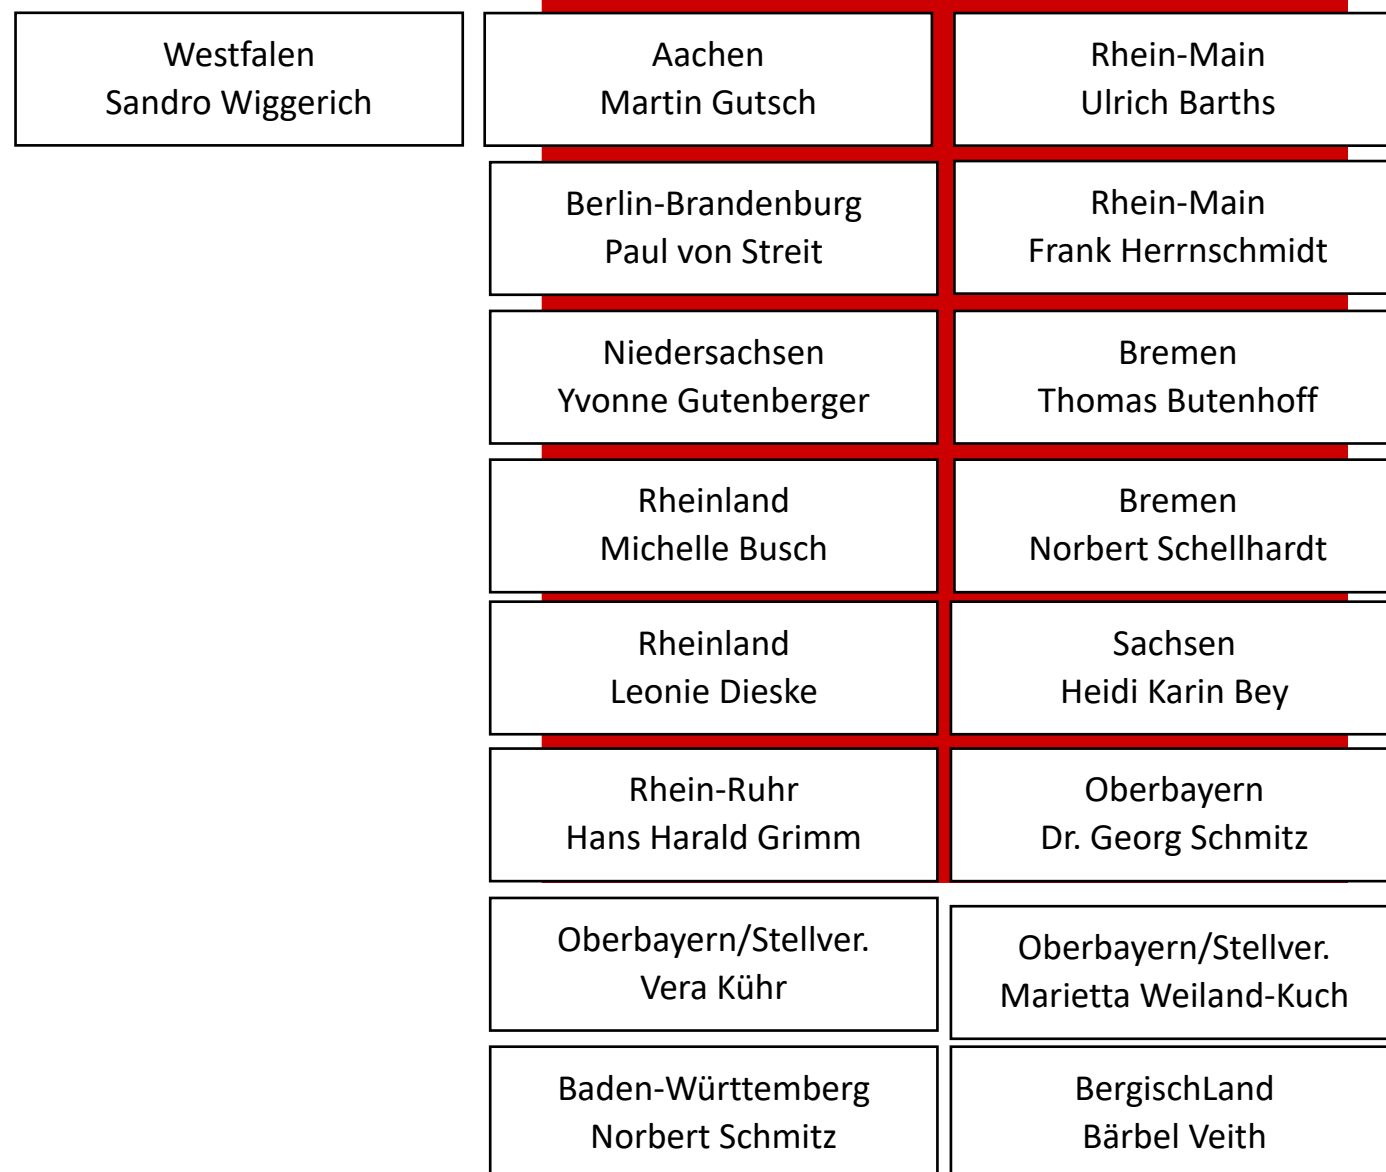 Westfalen
Sandro Wiggerich
Aachen
Martin Gutsch
Rhein-Main
Ulrich Barths
Berlin-Brandenburg
Paul von Streit
Rhein-Main
Frank Herrnschmidt
Niedersachsen
Yvonne Gutenberger
Bremen
Thomas Butenhoff
Rheinland
Michelle Busch
Bremen
Norbert Schellhardt
Rheinland
Leonie Dieske
Sachsen
Heidi Karin Bey
Rhein-Ruhr
Hans Harald Grimm
Oberbayern
Dr. Georg Schmitz
Oberbayern/Stellver.
Vera Kühr
Oberbayern/Stellver.
Marietta Weiland-Kuch
Baden-Württemberg
Norbert Schmitz
BergischLand
Bärbel Veith